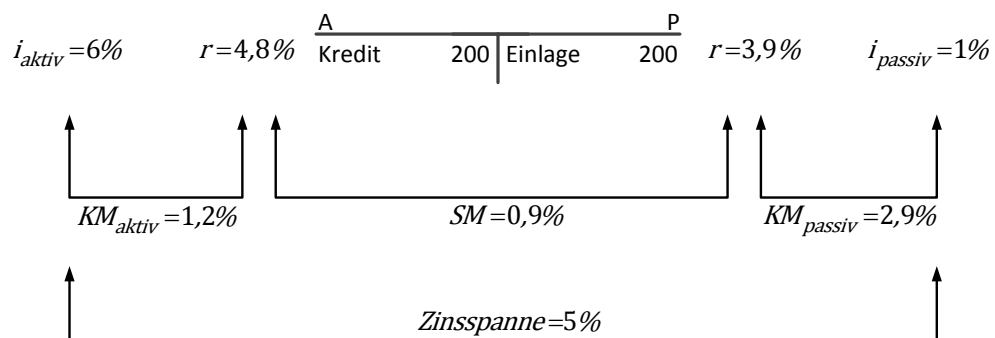 A P
i_aktiv=6% r=4,8% Kredit 200 Einlage 200 r=3,9% i_passiv=1%
KM_aktiv=1,2% SM=0,9% KM_passiv=2,9%
Zinsspanne=5%